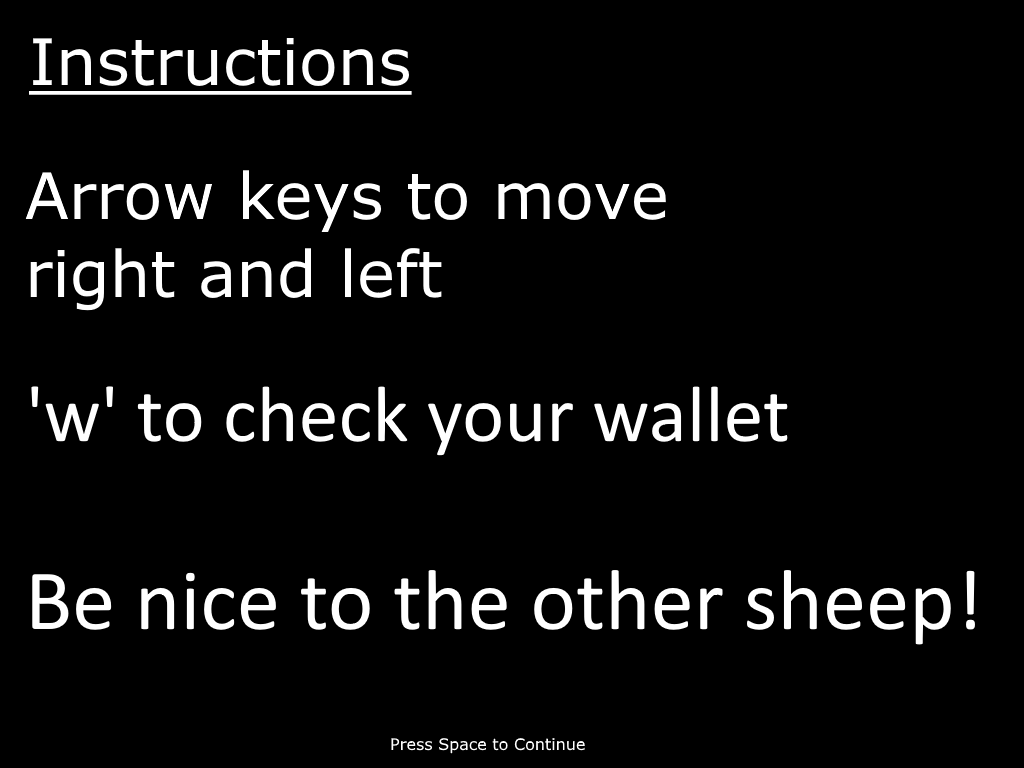 Instructions
Arrow keys to move
right and left
'w' to check your wallet
Be nice to the other sheep!
Press Space to Continue